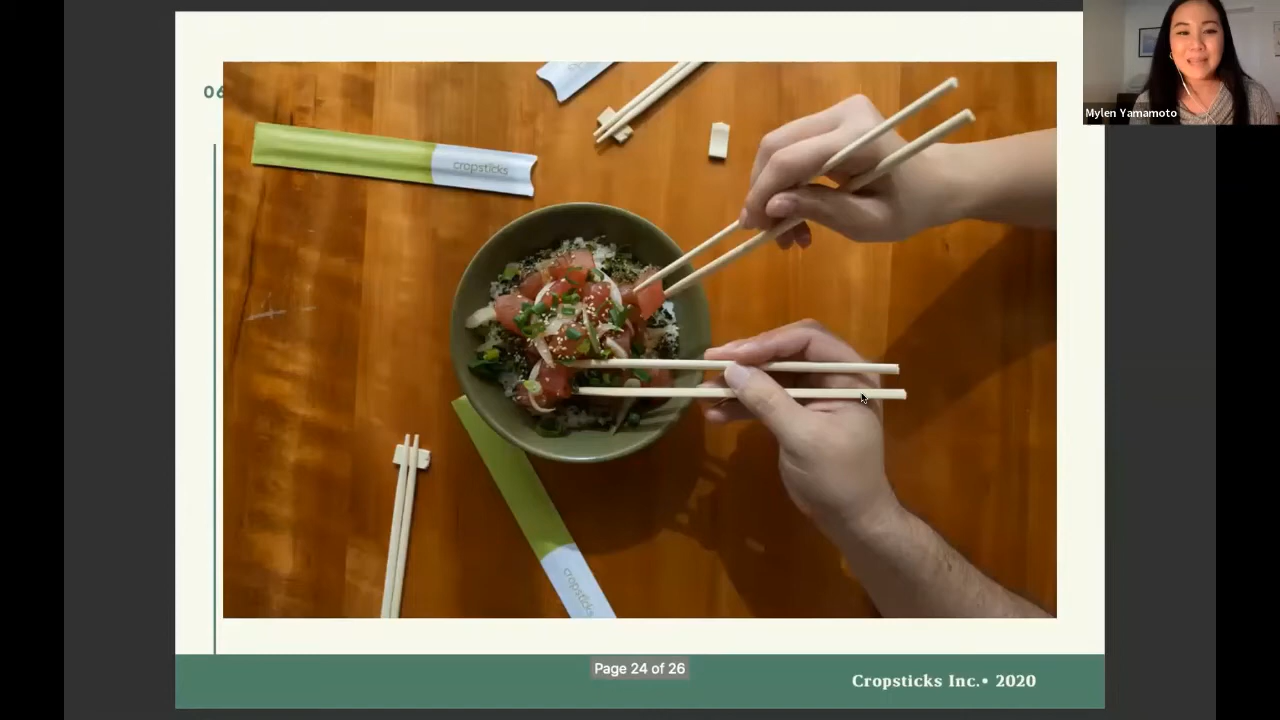 06
cropsticks
cropsticks
Page 24 of 26
Cropsticks Inc.• 2020
Mylen Yamamoto